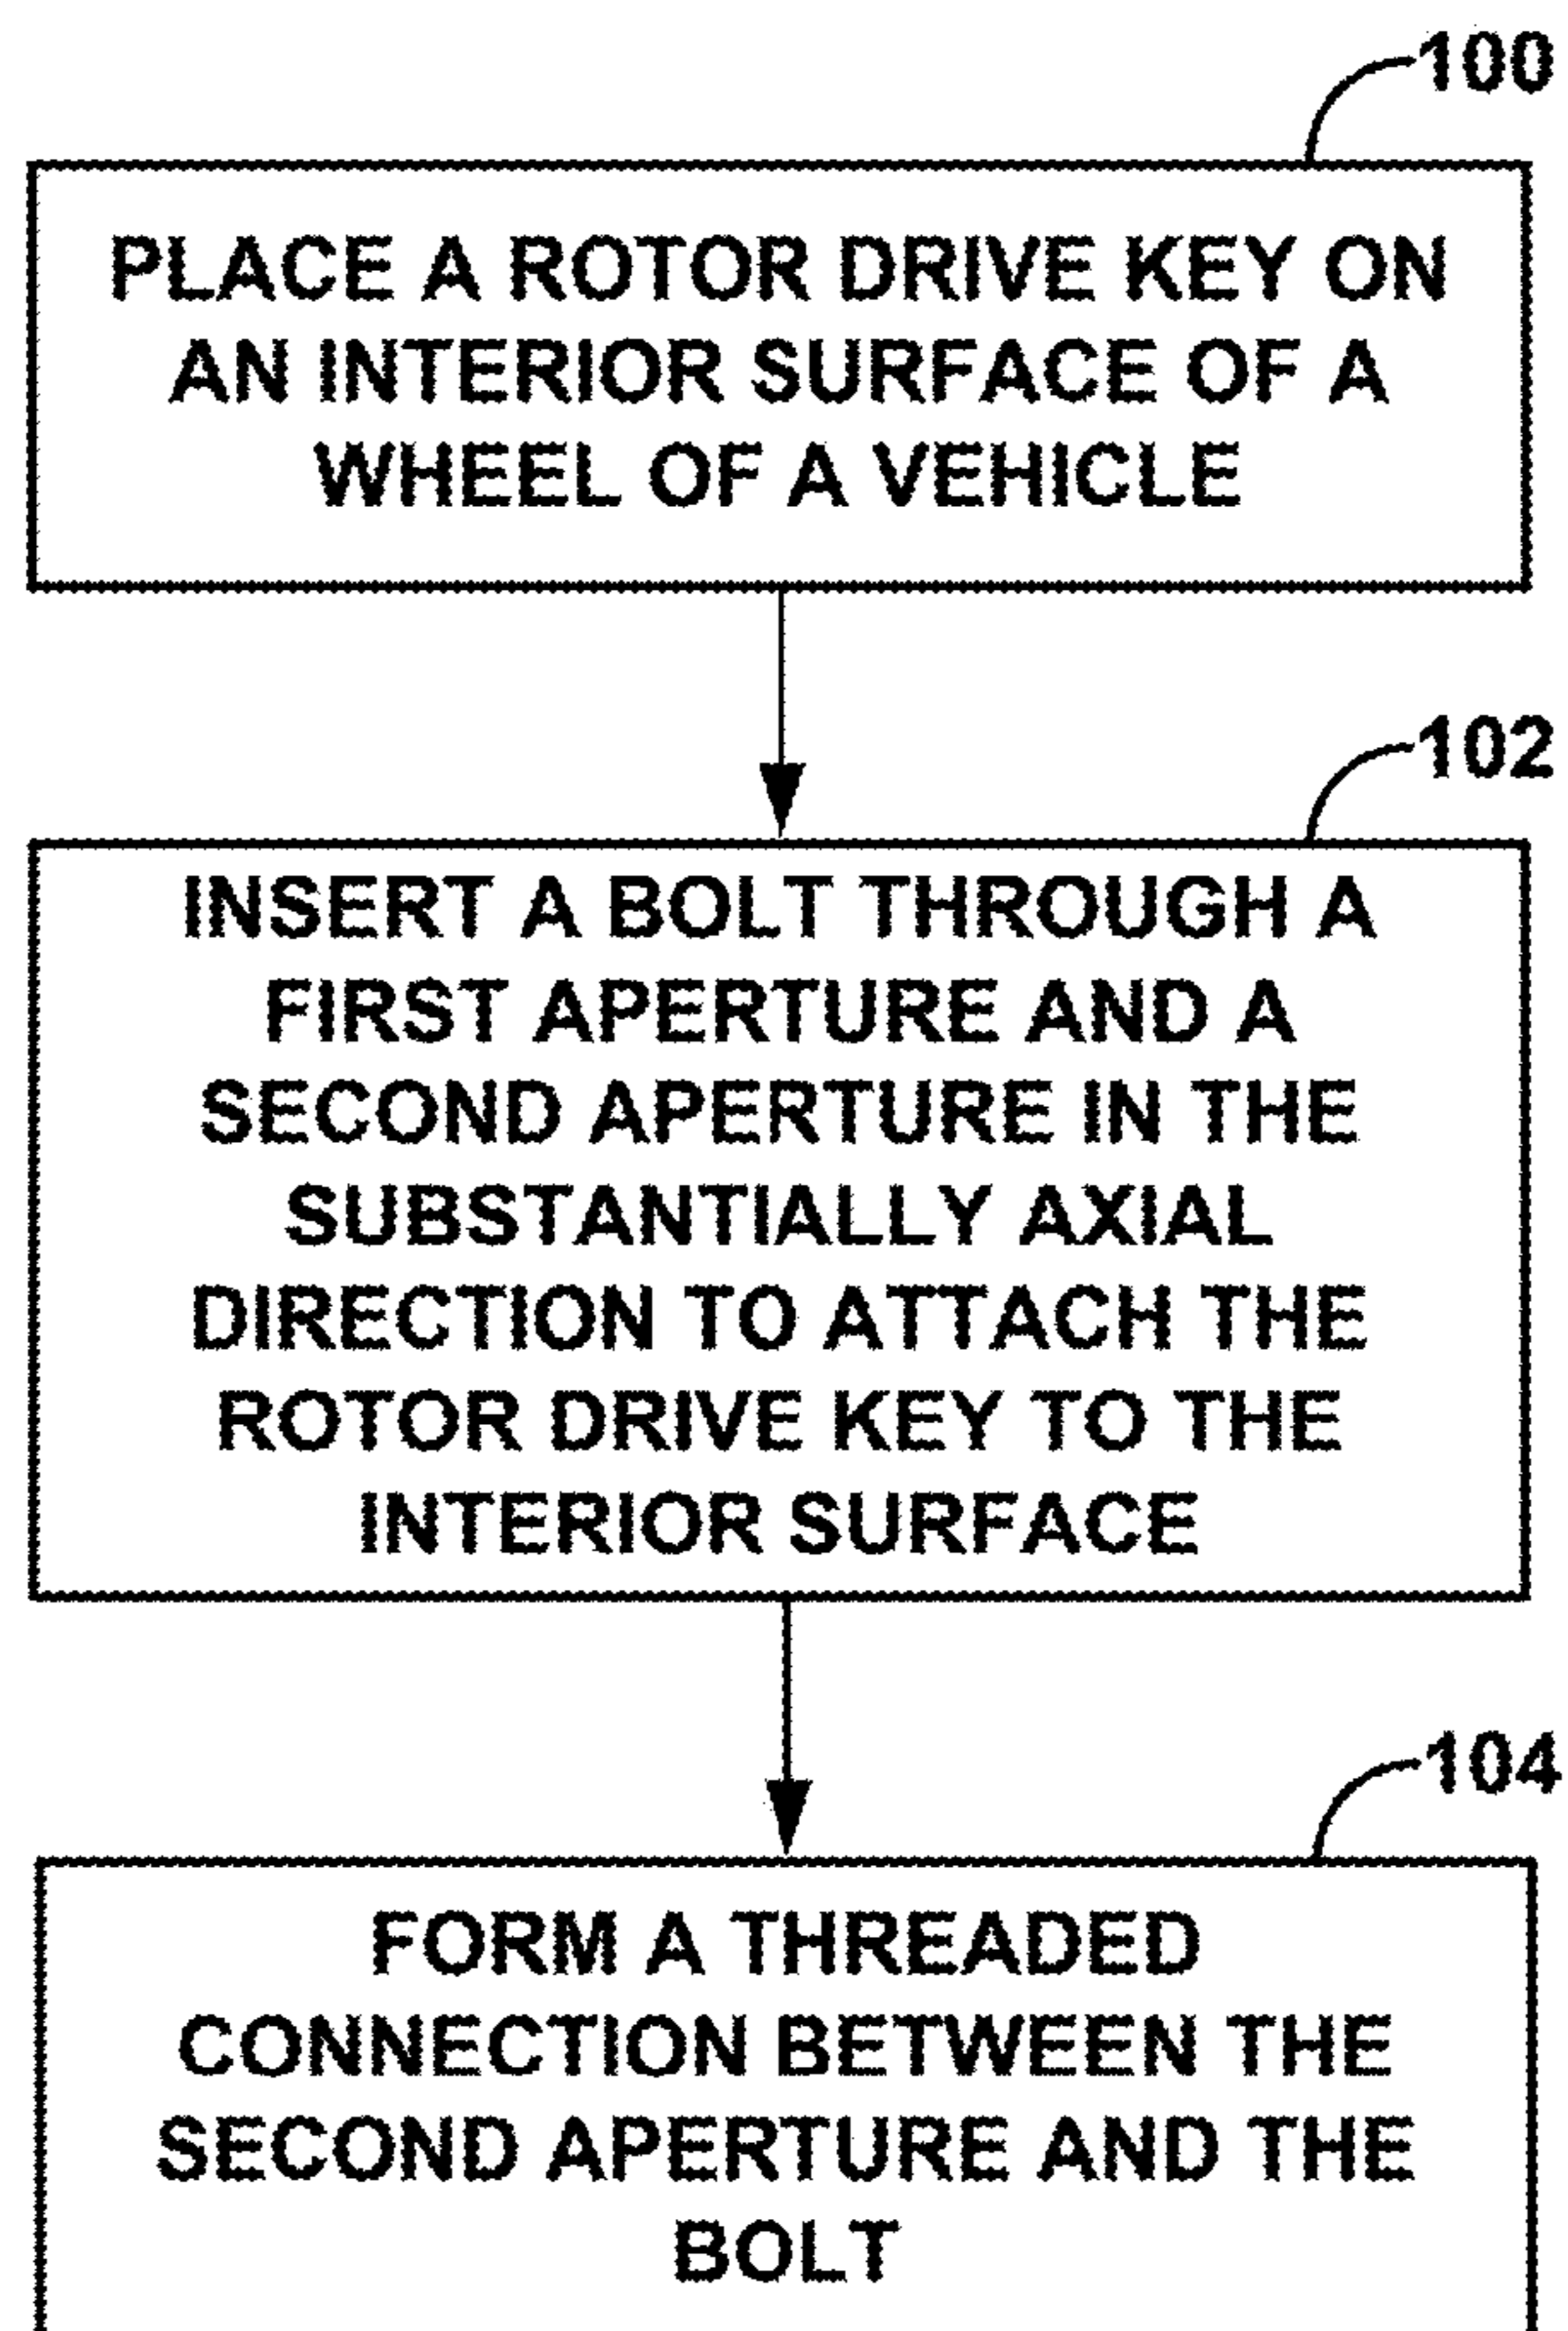 100
PLACE A ROTOR DRIVE KEY ON
AN INTERIOR SURFACE OF A
WHEEL OF A VEHICLE
102
INSERT A BOLT THROUGH A
FIRST APERTURE AND A
SECOND APERTURE IN THE
SUBSTANTIALLY AXIAL
DIRECTION TO ATTACH THE
ROTOR DRIVE KEY TO THE
INTERIOR SURFACE
104
FORM A THREADED
CONNECTION BETWEEN THE
SECOND APERTURE AND THE
BOLT